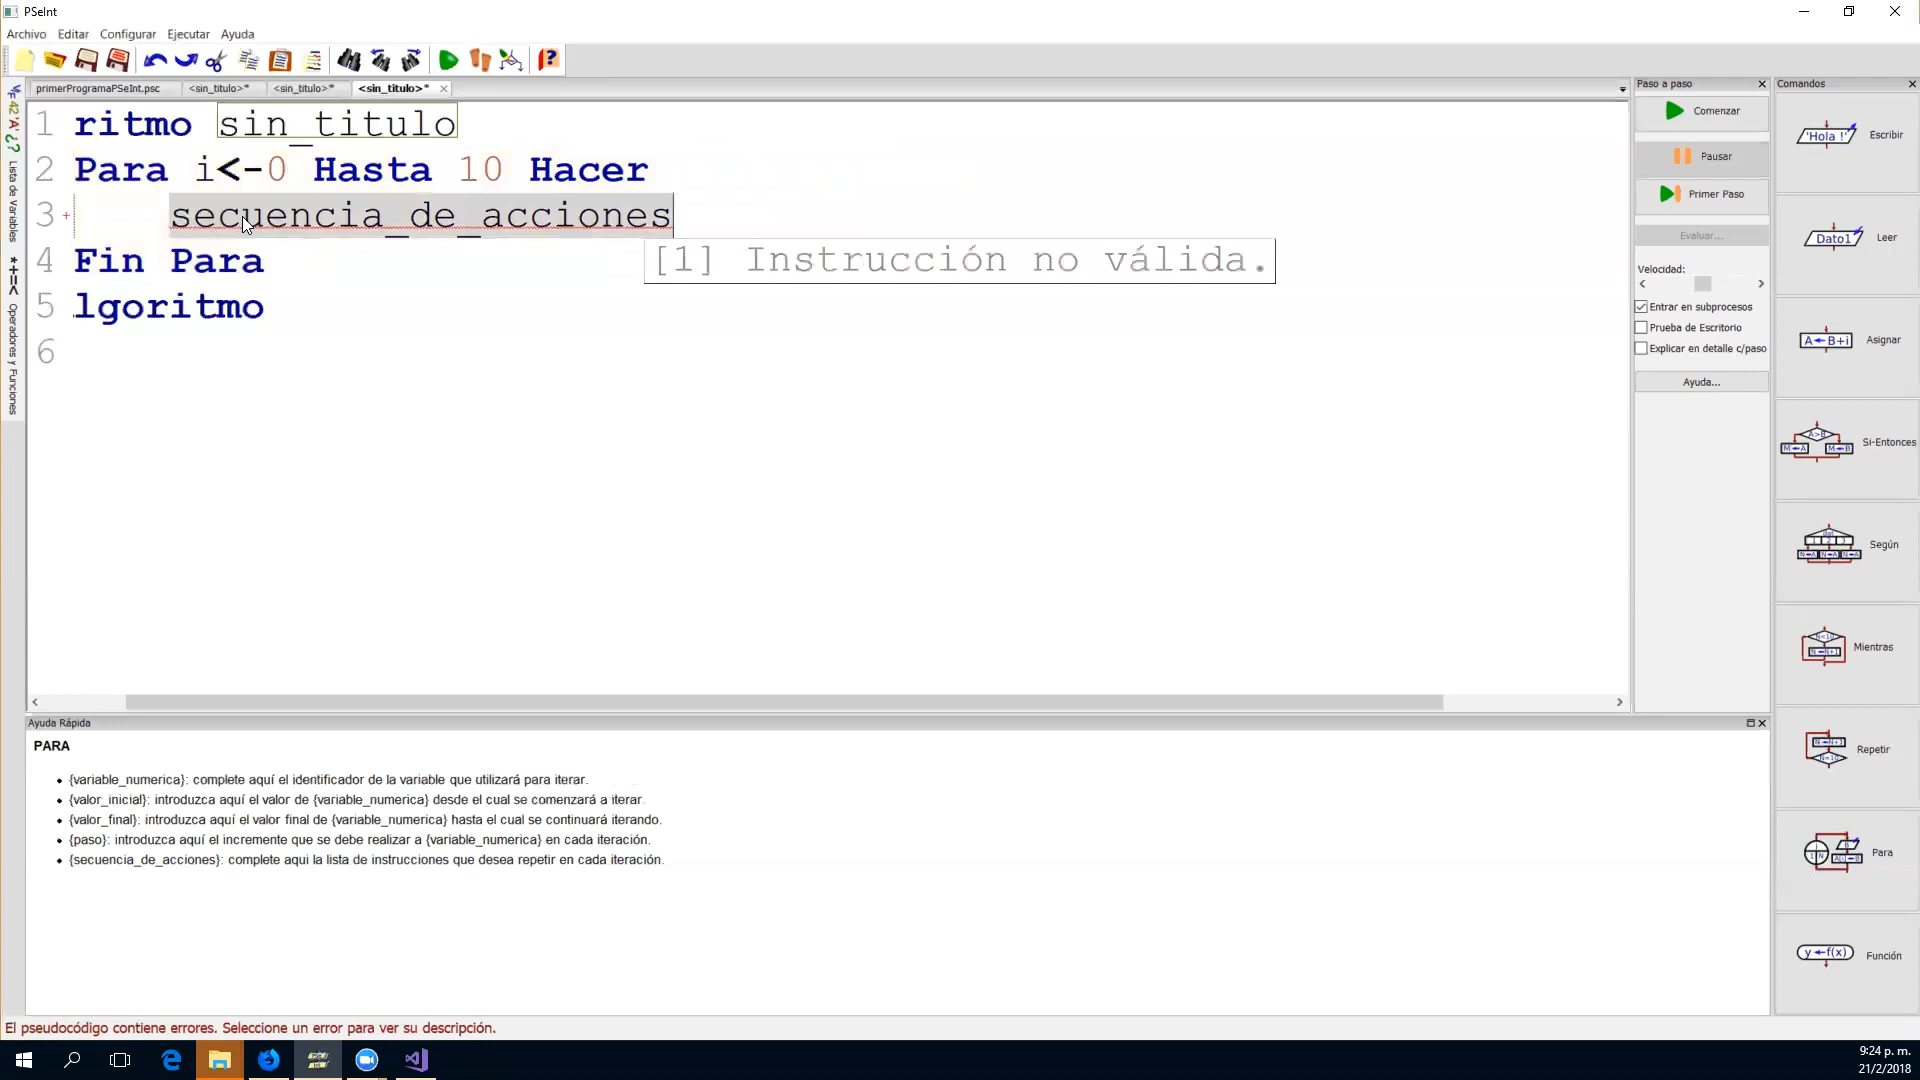 PSeInt
Archivo Editar Configurar Ejecutar Ayuda
primerProgramaPSeInt.psc <sin_titulo>* <sin_titulo>* <sin_titulo>*
1 ritmo sin_titulo
2 Para i<-0 Hasta 10 Hacer
3 secuencia_de_acciones
[1] Instrucción no válida.
4 Fin Para
5 lgoritmo
6
Lista de Variables
*+=< Operadores y Funciones
Paso a paso
Comenzar
Pausar
Primer Paso
Evaluar...
Velocidad:
Entrar en subprocesos
Prueba de Escritorio
Explicar en detalle c/paso
Ayuda...
Comandos
'Hola !' Escribir
Dato1 Leer
A←B+i Asignar
A>B Si-Entonces
Según
Mientras
Repetir
Para
y←f(x) Función
Ayuda Rápida
PARA
• {variable_numerica}: complete aquí el identificador de la variable que utilizará para iterar.
• {valor_inicial}: introduzca aquí el valor de {variable_numerica} desde el cual se comenzará a iterar.
• {valor_final}: introduzca aquí el valor final de {variable_numerica} hasta el cual se continuará iterando.
• {paso}: introduzca aquí el incremente que se debe realizar a {variable_numerica} en cada iteración.
• {secuencia_de_acciones}: complete aqui la lista de instrucciones que desea repetir en cada iteración.
El pseudocódigo contiene errores. Seleccione un error para ver su descripción.
9:24 p. m.
21/2/2018